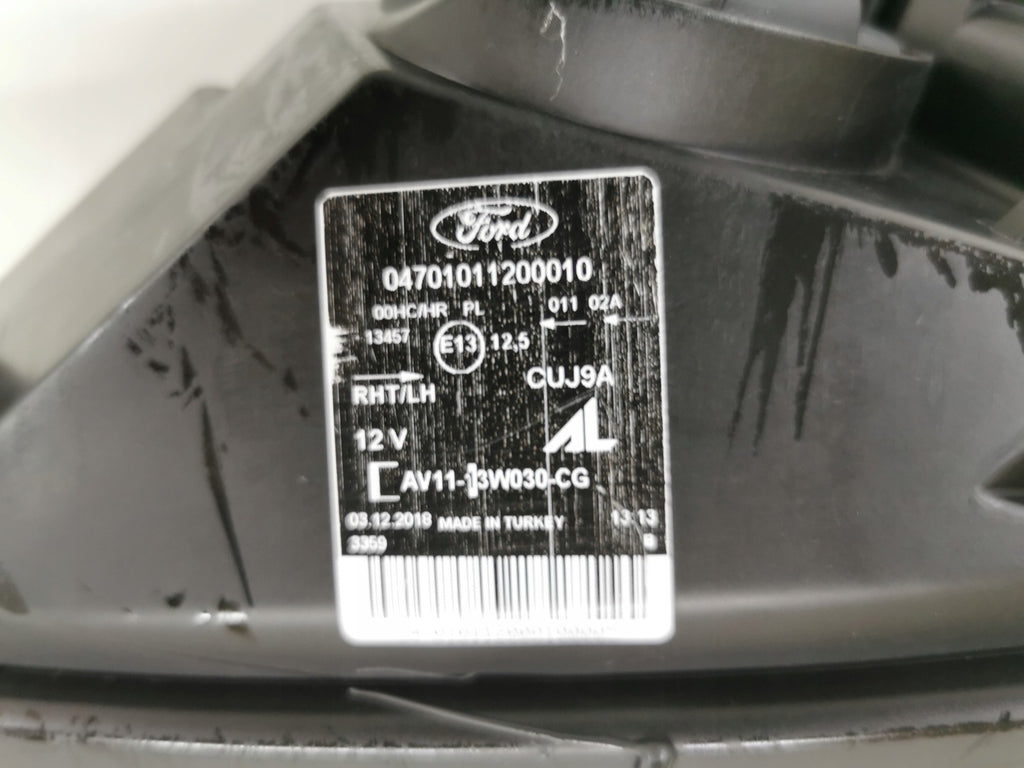 Ford
04701011200010
00HC/HR PL 011 02A
13457 E13 12,5
CUJ9A
RHT/LH
12 V AL
AV11-13W030-CG
03.12.2018 MADE IN TURKEY 13:13
3359